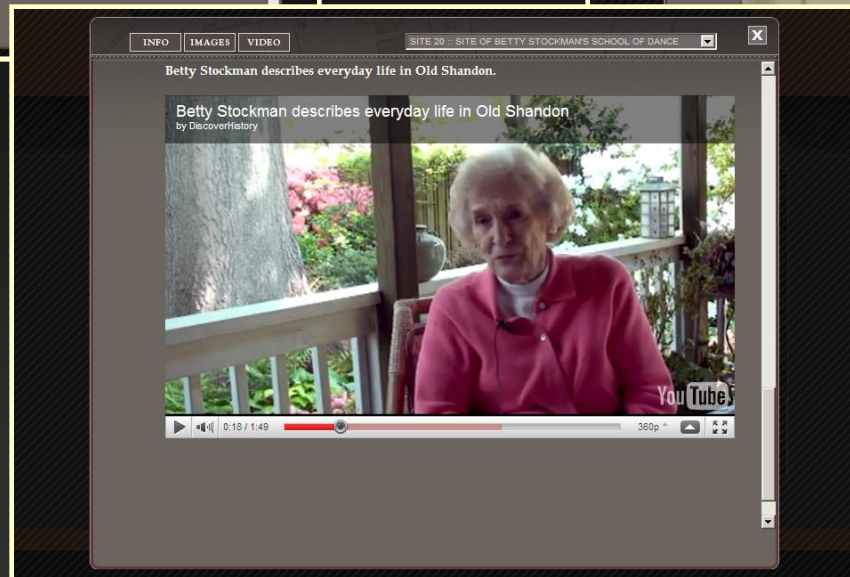 INFO
IMAGES
VIDEO
SITE 20 :: SITE OF BETTY STOCKMAN'S SCHOOL OF DANCE
X
Betty Stockman describes everyday life in Old Shandon.
Betty Stockman describes everyday life in Old Shandon
by DiscoverHistory
YouTube
0:18 / 1:49
360p